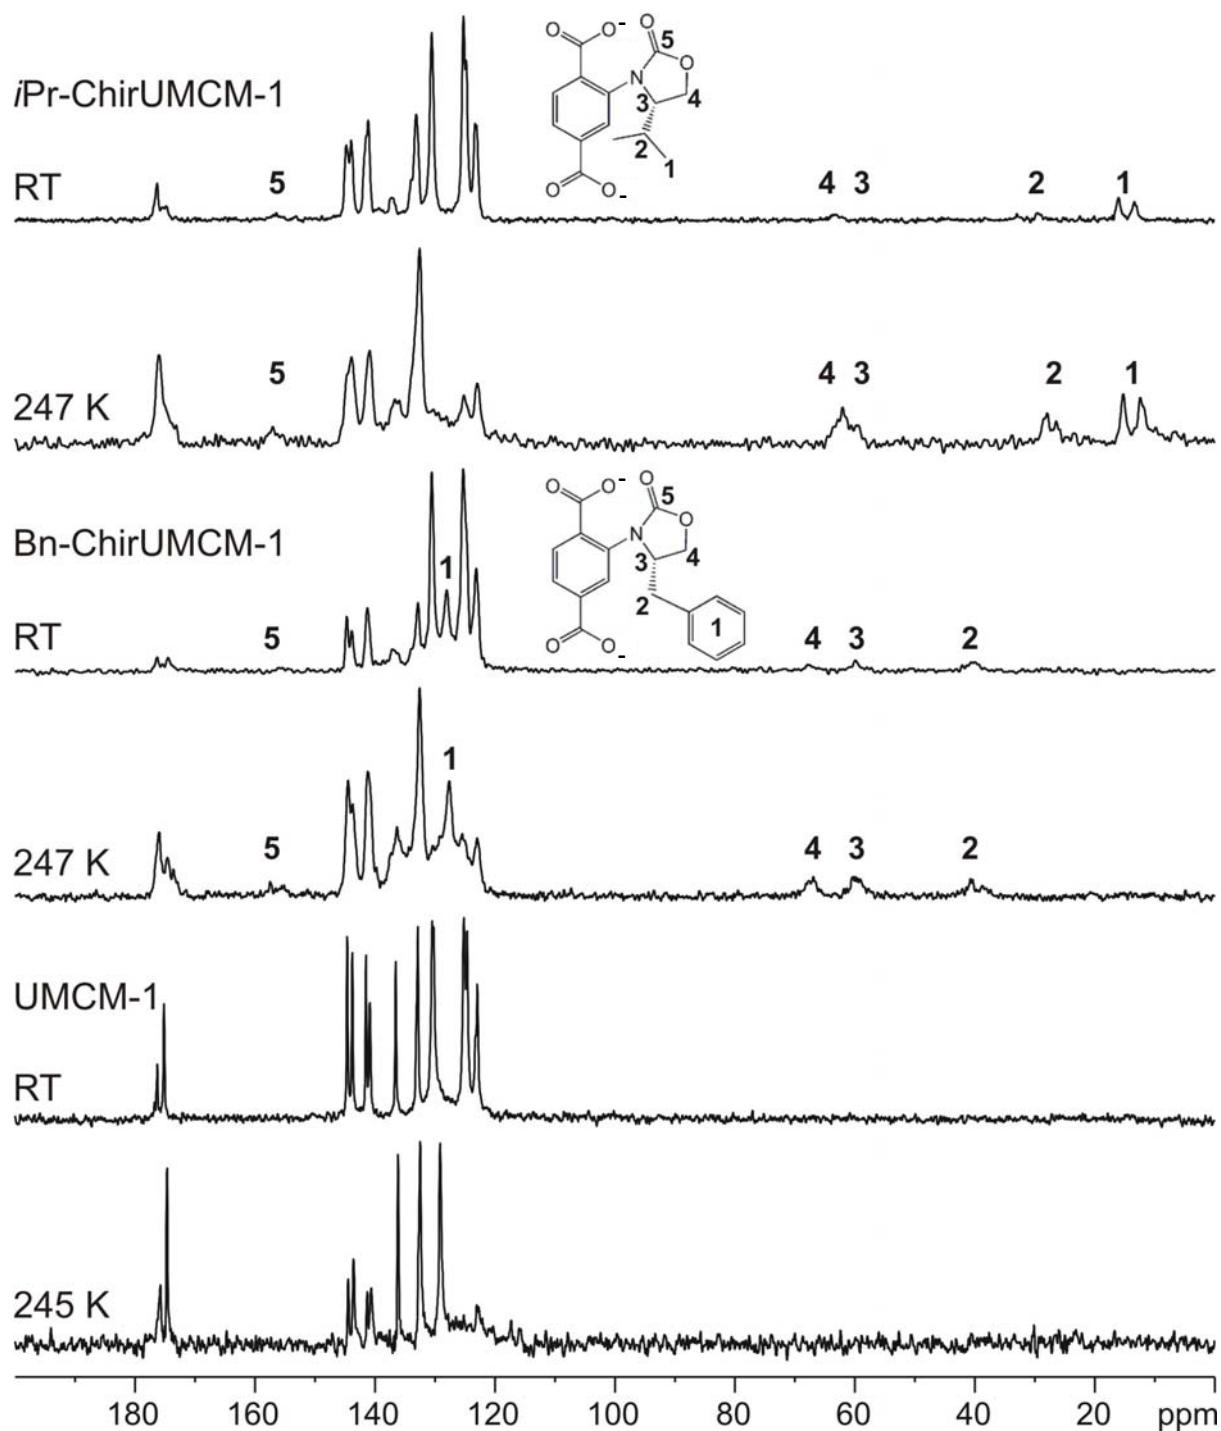 O O- O 5 O
N 3 4
iPr-ChirUMCM-1
2 1
O O-
RT 5 4 3 2 1
247 K 5 4 3 2 1
O O- O 5 O
N 3 4
Bn-ChirUMCM-1
1
2 1
O O-
RT 5 4 3 2
1
247 K 5 4 3 2
UMCM-1
RT
245 K
180 160 140 120 100 80 60 40 20 ppm